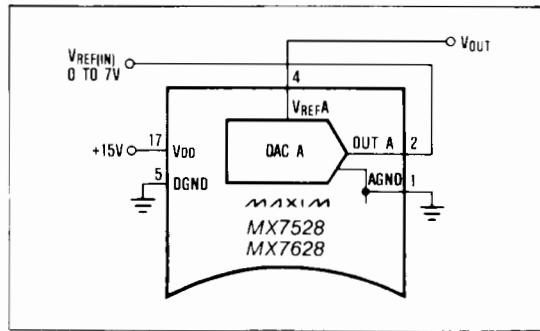 VREF(IN)
0 TO 7V
VOUT
4
VREFA
+15V
17
VDD
DAC A
OUT A
2
5
DGND
AGND
1
MAXIM
MX7528
MX7628